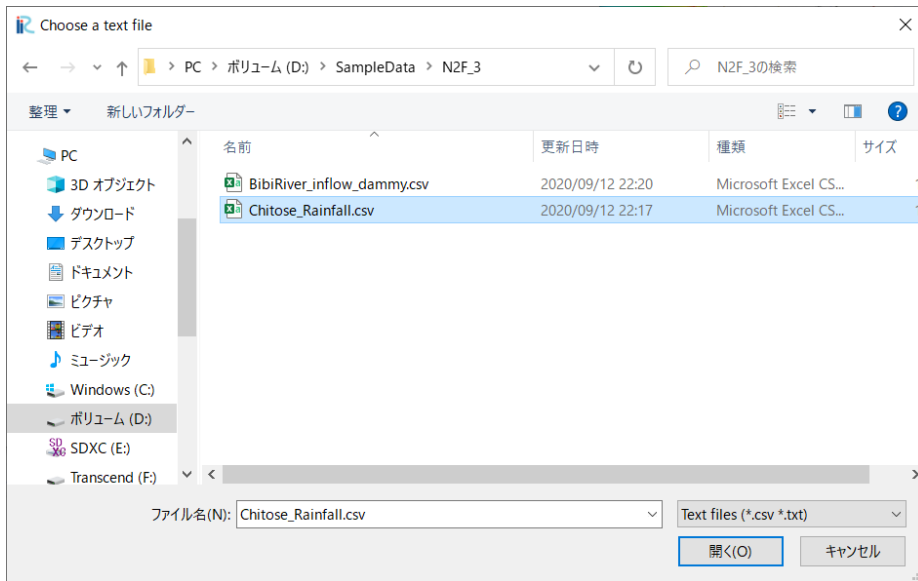 Choose a text file
PC > ボリューム (D:) > SampleData > N2F_3
N2F_3の検索
整理 新しいフォルダー
名前 更新日時 種類 サイズ
BibiRiver_inflow_dammy.csv 2020/09/12 22:20 Microsoft Excel CS...
Chitose_Rainfall.csv 2020/09/12 22:17 Microsoft Excel CS...
PC
3D オブジェクト
ダウンロード
デスクトップ
ドキュメント
ピクチャ
ビデオ
ミュージック
Windows (C:)
ボリューム (D:)
SDXC (E:)
Transcend (F:)
ファイル名(N): Chitose_Rainfall.csv
Text files (*.csv *.txt)
開く(O) キャンセル